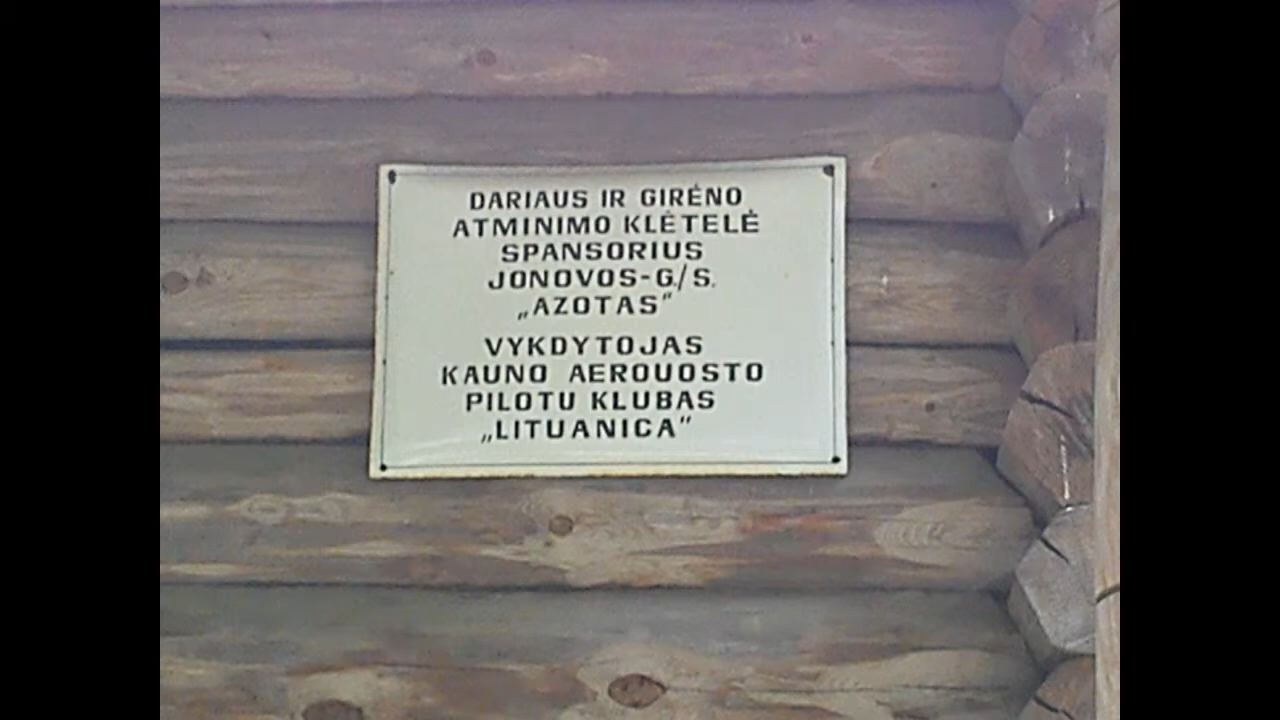 DARIAUS IR GIRĖNO
ATMINIMO KLĖTELĖ
SPANSORIUS
JONOVOS-G./S.
„AZOTAS"
VYKDYTOJAS
KAUNO AEROUOSTO
PILOTU KLUBAS
„LITUANICA"